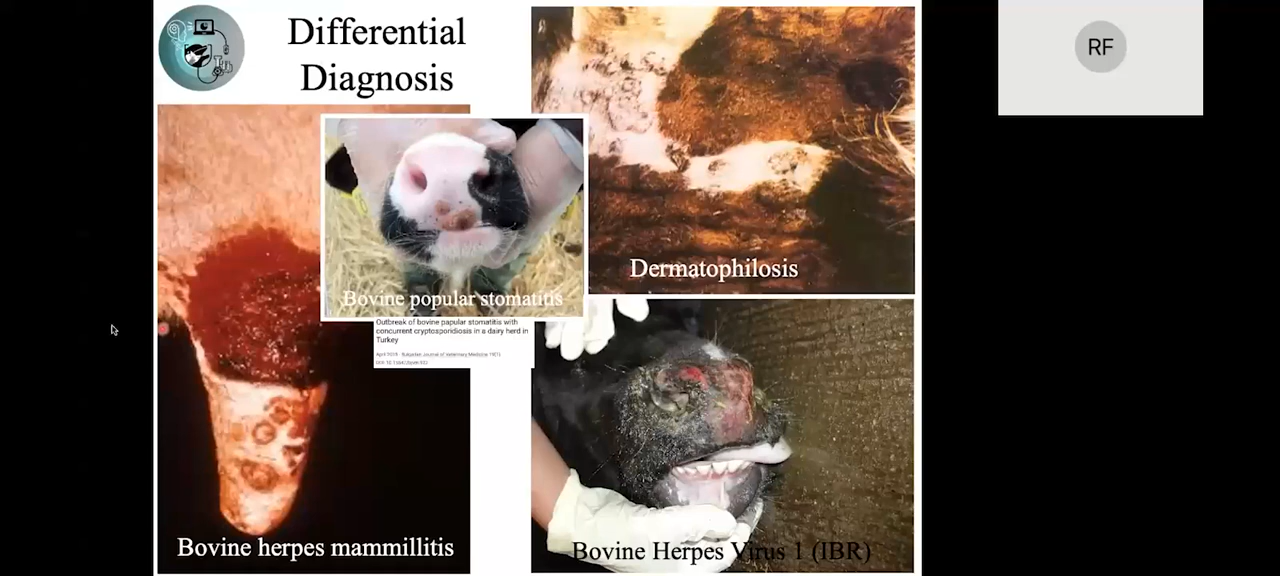 Differential
Diagnosis
RF
Bovine popular stomatitis
Dermatophilosis
Outbreak of bovine papular stomatitis with
concurrent cryptosporidiosis in a dairy herd in
Turkey
Bovine herpes mammillitis
Bovine Herpes Virus 1 (IBR)